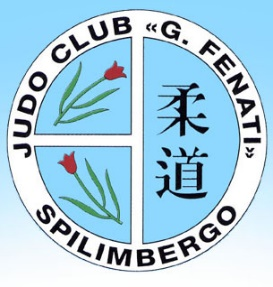 JUDO CLUB «G. FENATI»
柔道
SPILIMBERGO